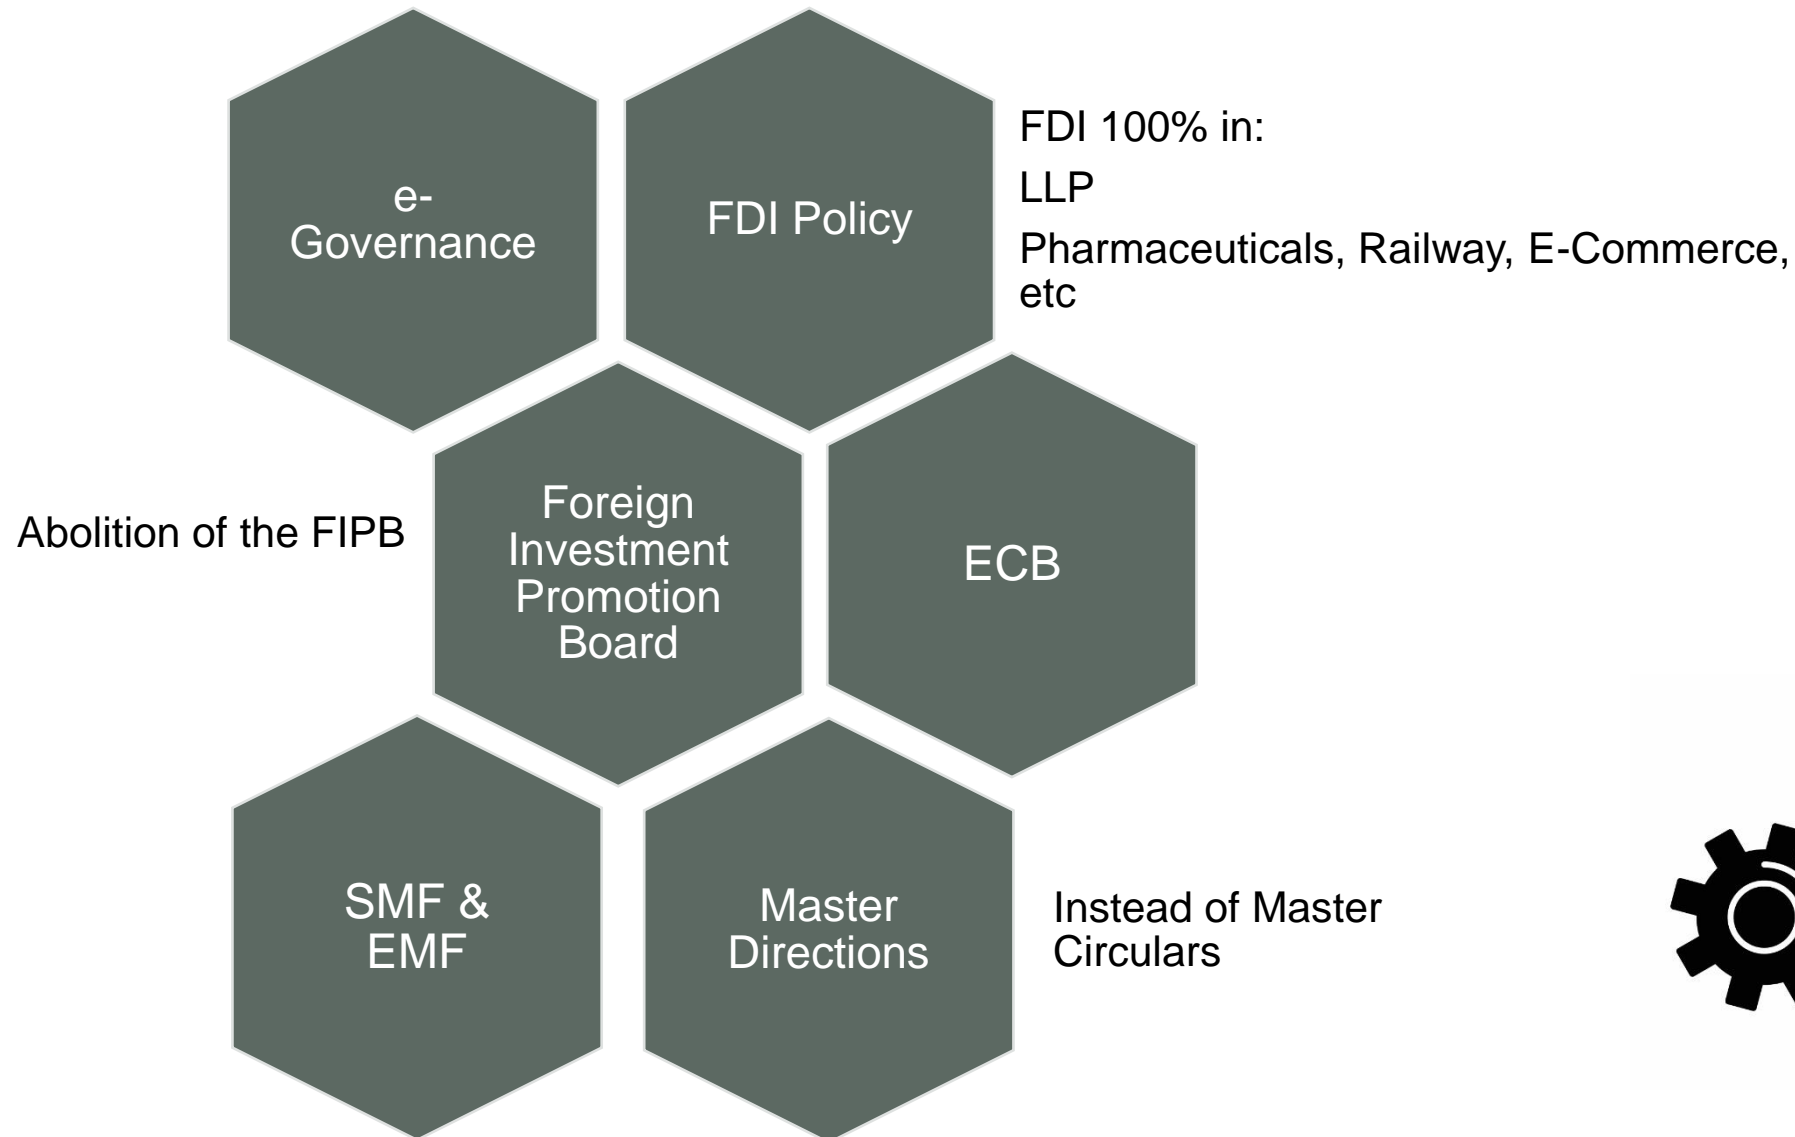 e-
Governance
FDI Policy
FDI 100% in:
LLP
Pharmaceuticals, Railway, E-Commerce,
etc
Abolition of the FIPB
Foreign
Investment
Promotion
Board
ECB
SMF &
EMF
Master
Directions
Instead of Master
Circulars